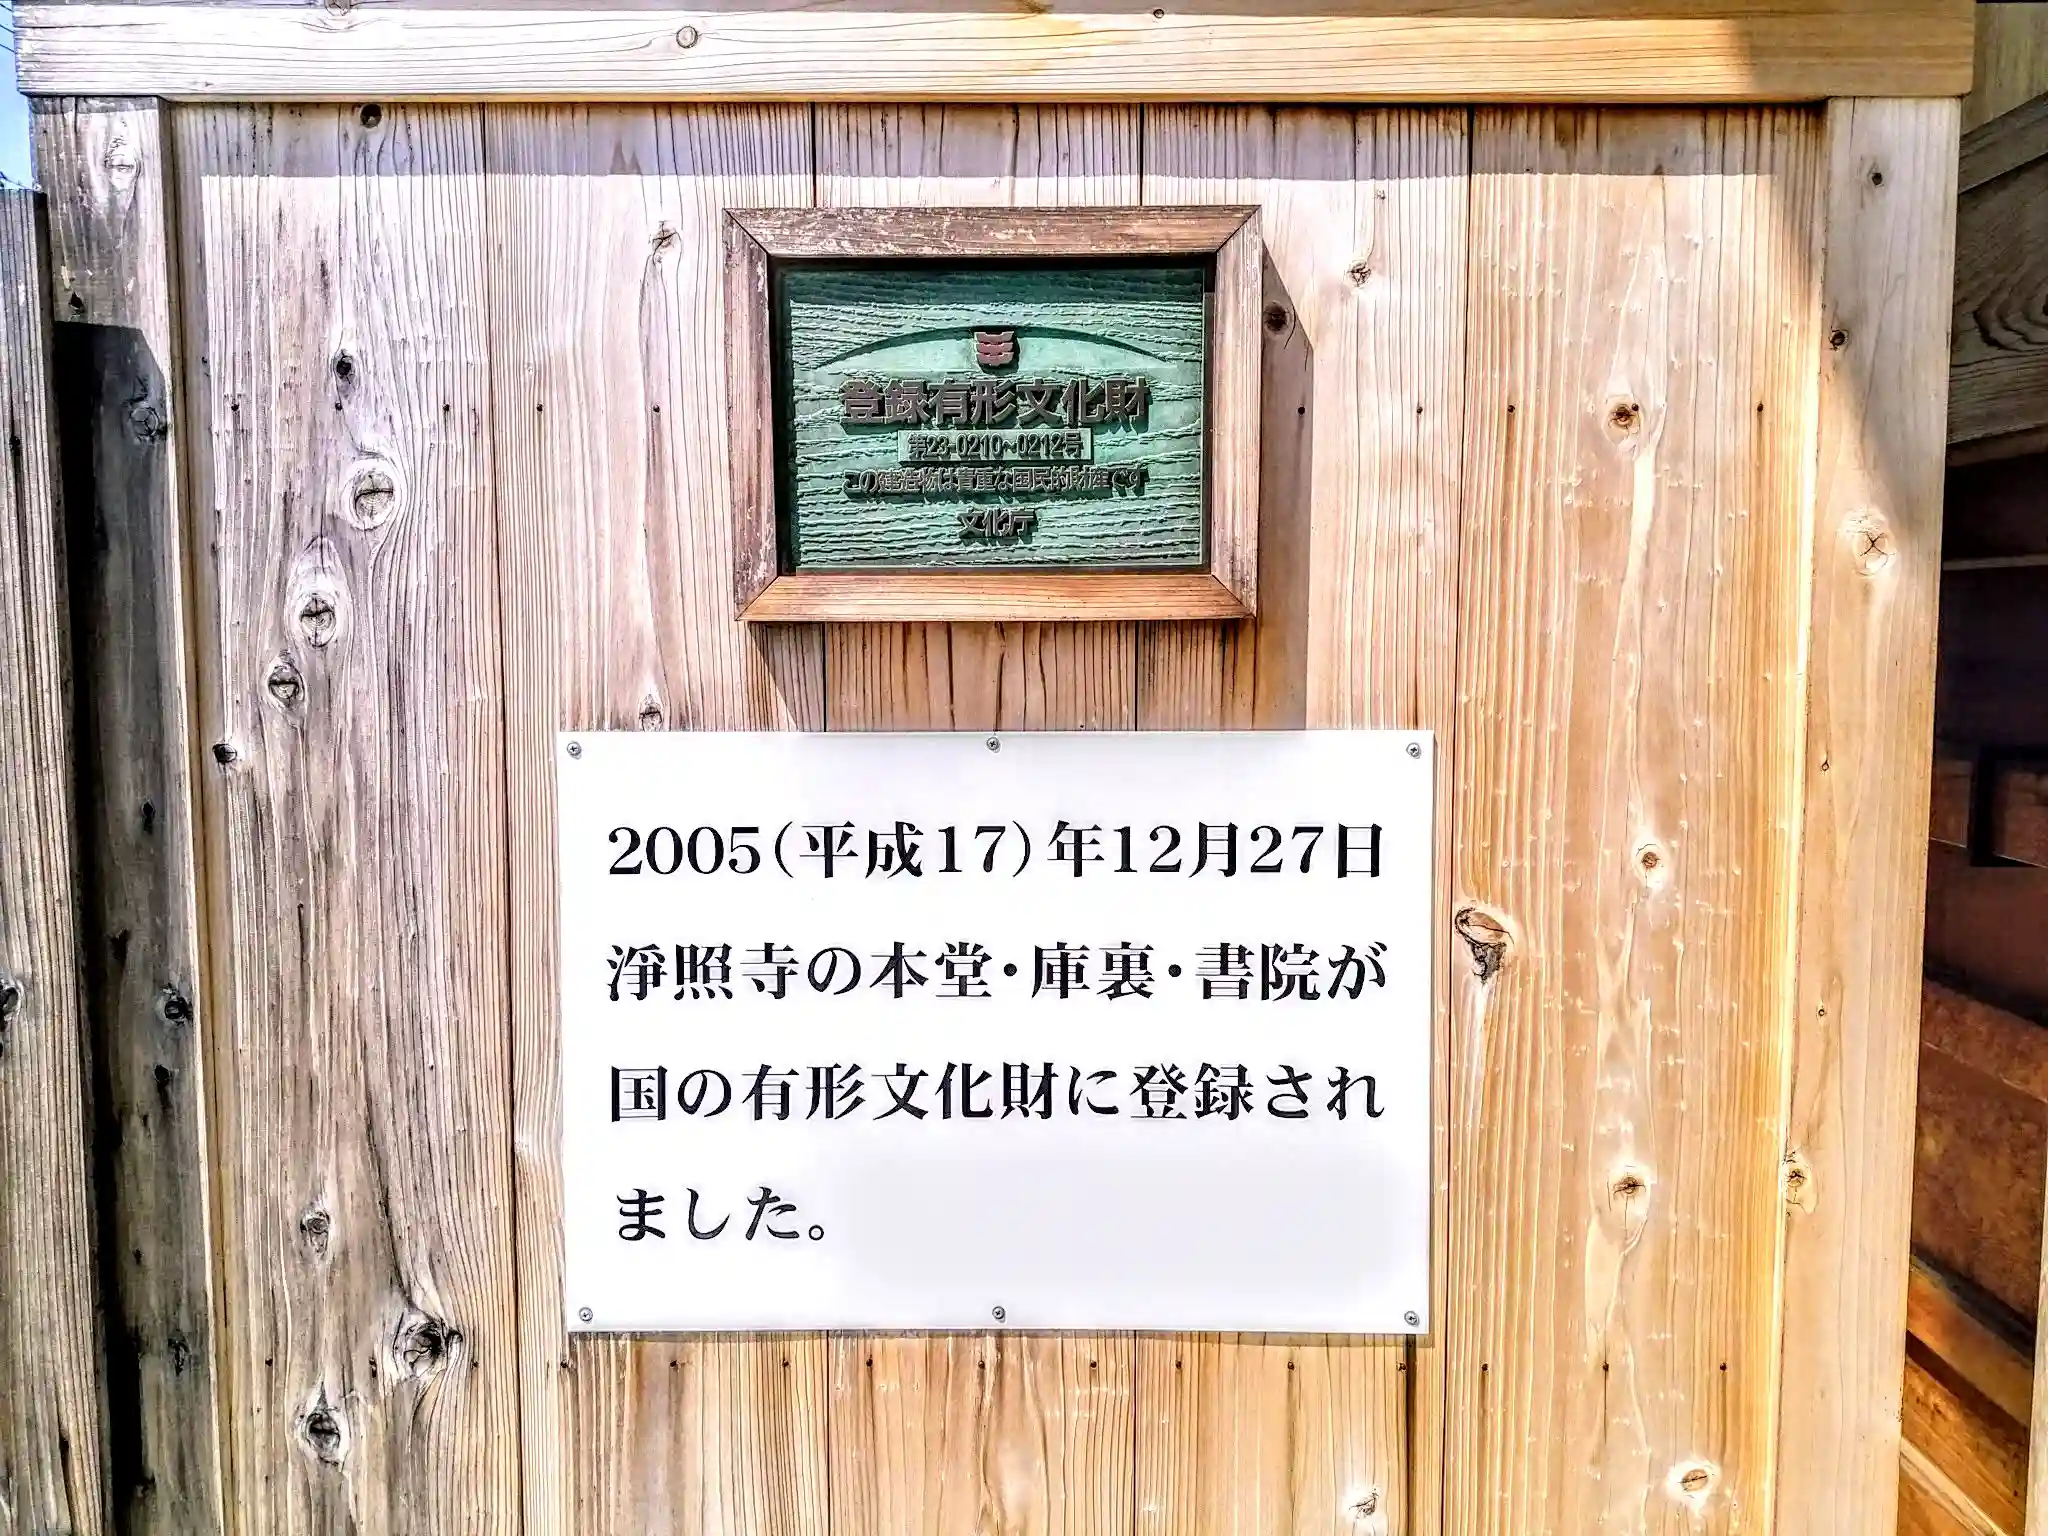 登録有形文化財
第23-0210~0212号
この建造物は貴重な国民的財産です
文化庁
2005(平成17)年12月27日
淨照寺の本堂・庫裏・書院が
国の有形文化財に登録され
ました。